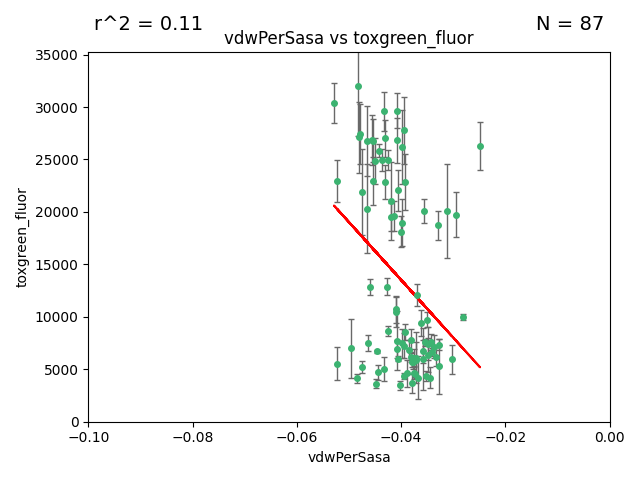 r^2 = 0.11
N = 87
vdwPerSasa vs toxgreen_fluor
35000
30000
25000
20000
15000
10000
5000
0
toxgreen_fluor
−0.10
−0.08
−0.06
−0.04
−0.02
0.00
vdwPerSasa